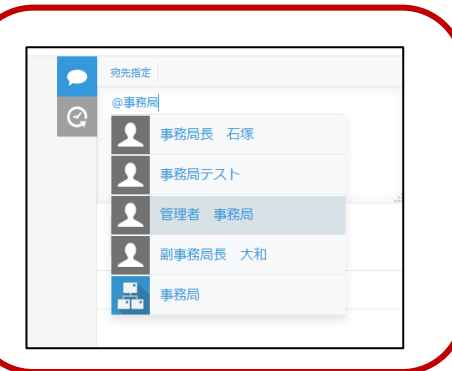 宛先指定
@事務局
事務局長　石塚
事務局テスト
管理者　事務局
副事務局長　大和
事務局